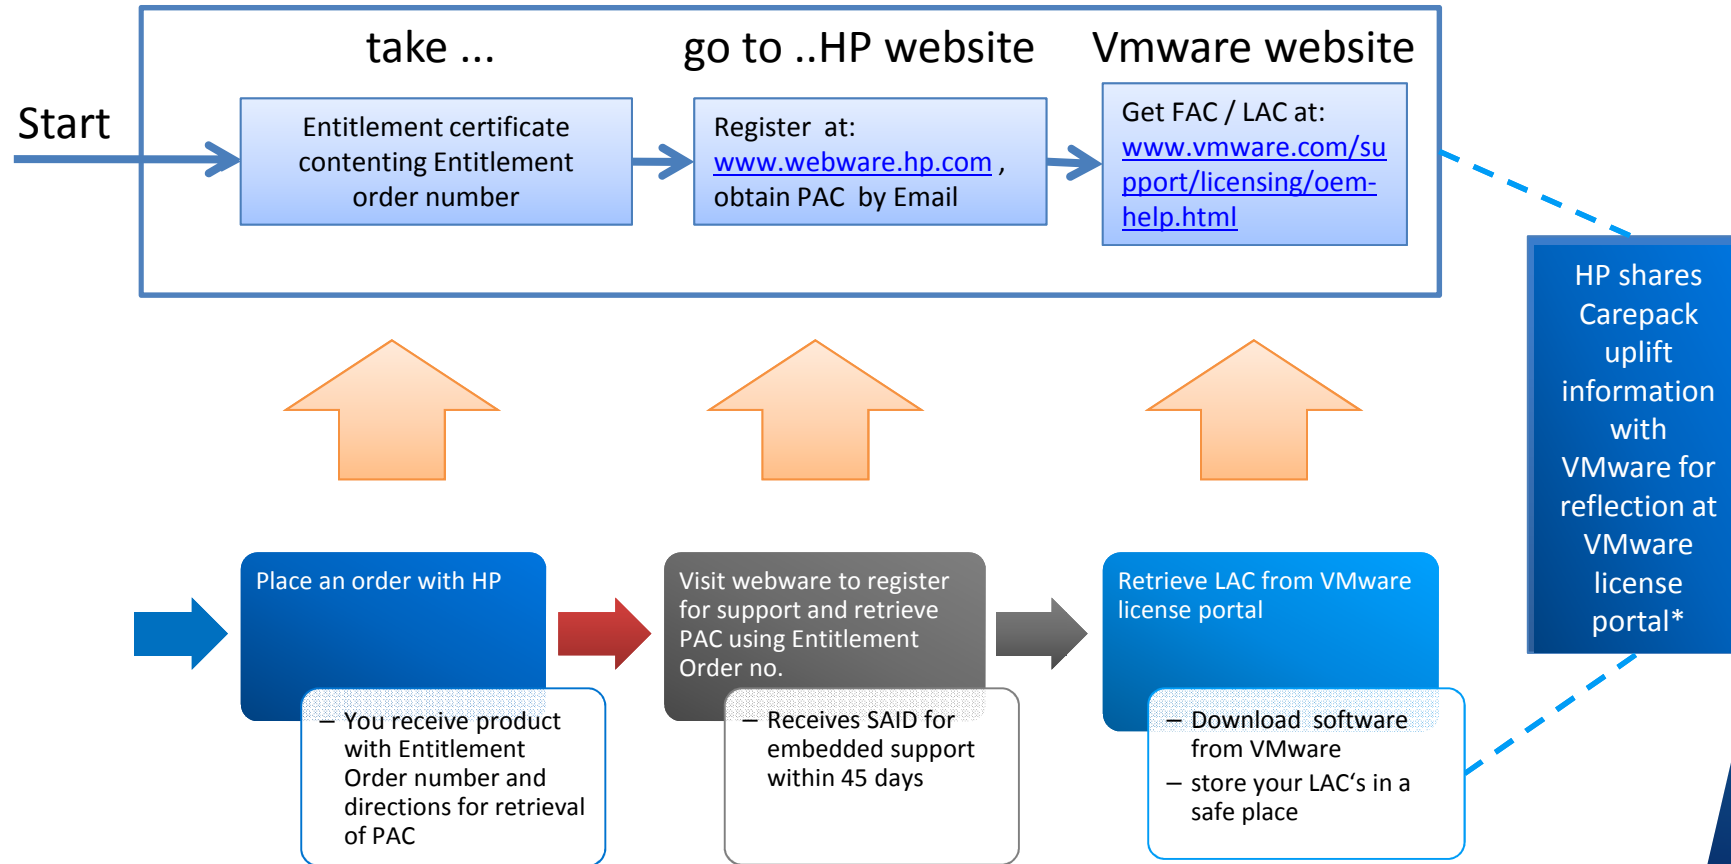 take ...
go to ..HP website
Vmware website
Start
Entitlement certificate
contenting Entitlement
order number
Register  at:
www.webware.hp.com ,
obtain PAC  by Email
Get FAC / LAC at:
www.vmware.com/su
pport/licensing/oem-
help.html
HP shares
Carepack
uplift
information
with
VMware for
reflection at
VMware
license
portal*
Place an order with HP
– You receive product
with Entitlement
Order number and
directions for retrieval
of PAC
Visit webware to register
for support and retrieve
PAC using Entitlement
Order no.
– Receives SAID for
embedded support
within 45 days
Retrieve LAC from VMware
license portal
– Download  software
from VMware
– store your LAC‘s in a
safe place